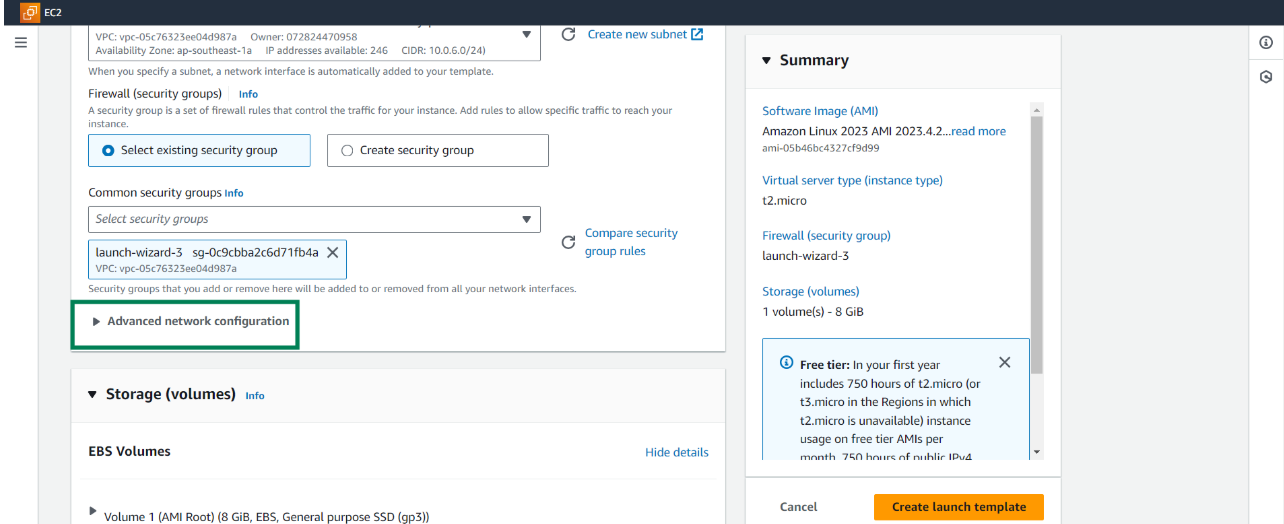 EC2
VPC: vpc-05c76323ee04d987a Owner: 072824470958
Availability Zone: ap-southeast-1a IP addresses available: 246 CIDR: 10.0.6.0/24)
Create new subnet
When you specify a subnet, a network interface is automatically added to your template.
Firewall (security groups) Info
A security group is a set of firewall rules that control the traffic for your instance. Add rules to allow specific traffic to reach your
instance.
Select existing security group
Create security group
Common security groups Info
Select security groups
launch-wizard-3 sg-0c9cbba2c6d71fb4a
VPC: vpc-05c76323ee04d987a
Compare security
group rules
Security groups that you add or remove here will be added to or removed from all your network interfaces.
Advanced network configuration
Storage (volumes) Info
EBS Volumes
Hide details
Volume 1 (AMI Root) (8 GiB, EBS, General purpose SSD (gp3))
Summary
Software Image (AMI)
Amazon Linux 2023 AMI 2023.4.2...read more
ami-05b46bc4327cf9d99
Virtual server type (instance type)
t2.micro
Firewall (security group)
launch-wizard-3
Storage (volumes)
1 volume(s) - 8 GiB
Free tier: In your first year
includes 750 hours of t2.micro (or
t3.micro in the Regions in which
t2.micro is unavailable) instance
usage on free tier AMIs per
month, 750 hours of public IPv4
Cancel
Create launch template